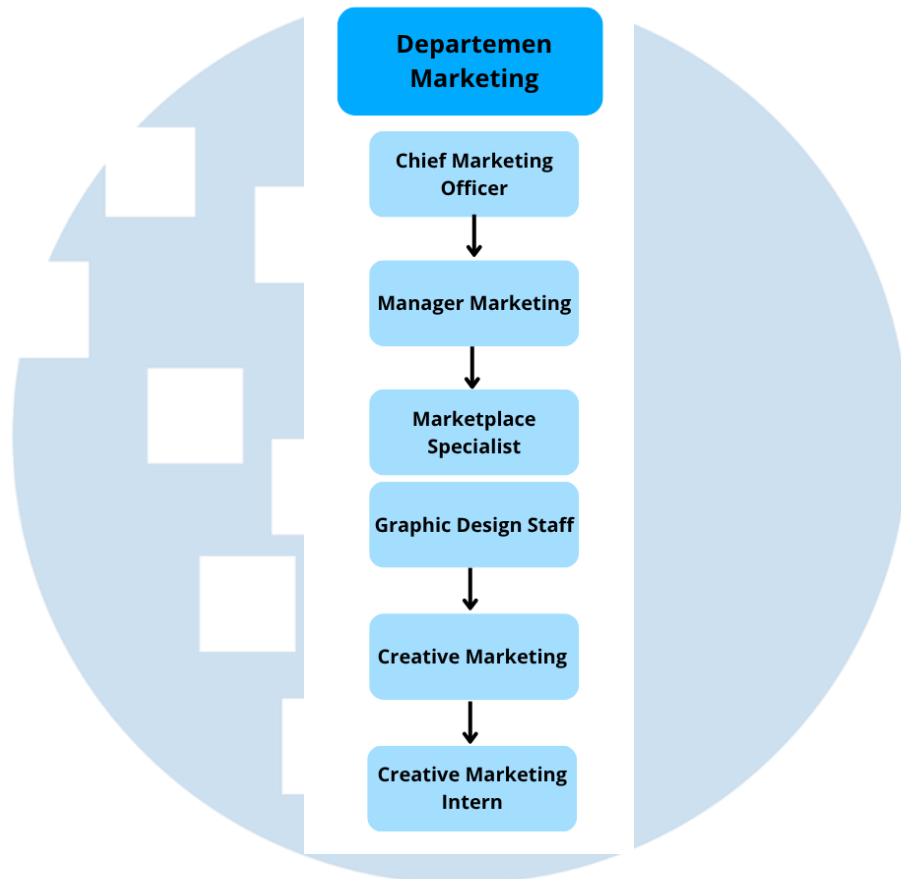 Departemen
Marketing
Chief Marketing
Officer
Manager Marketing
Marketplace
Specialist
Graphic Design Staff
Creative Marketing
Creative Marketing
Intern